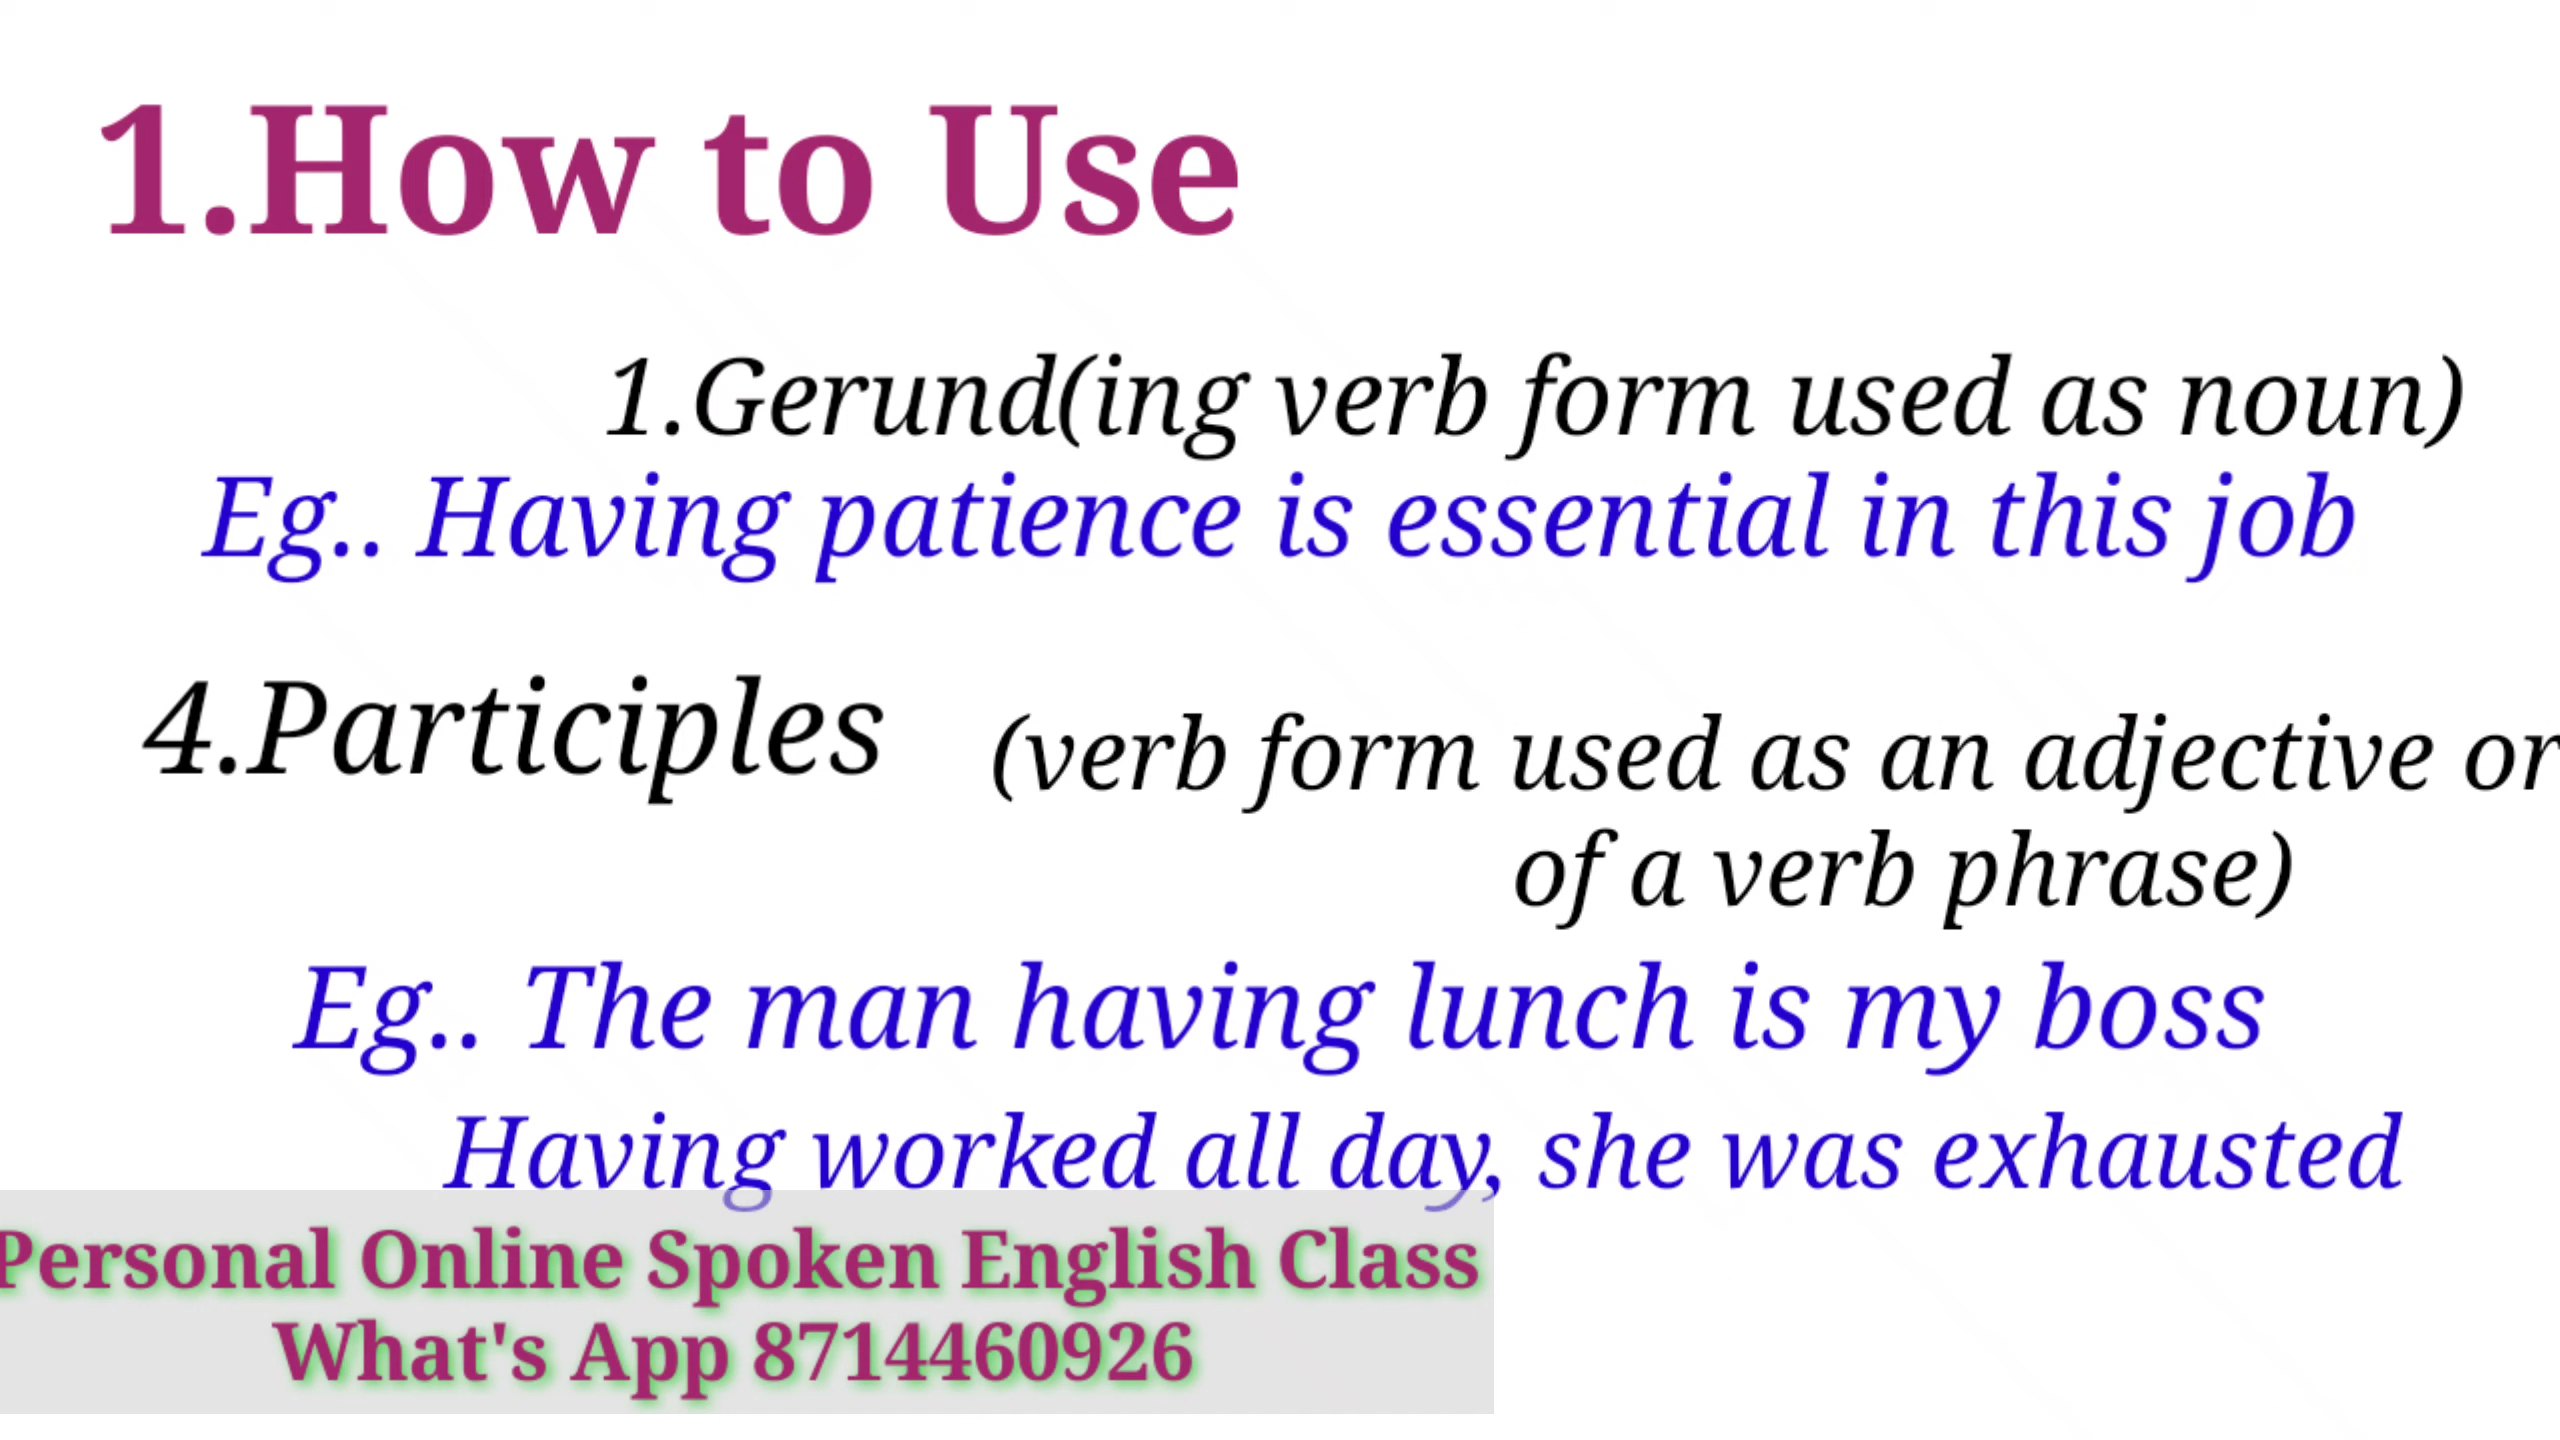 1.How to Use
1.Gerund(ing verb form used as noun)
Eg.. Having patience is essential in this job
4.Participles (verb form used as an adjective or
of a verb phrase)
Eg.. The man having lunch is my boss
Having worked all day, she was exhausted
Personal Online Spoken English Class
What's App 8714460926